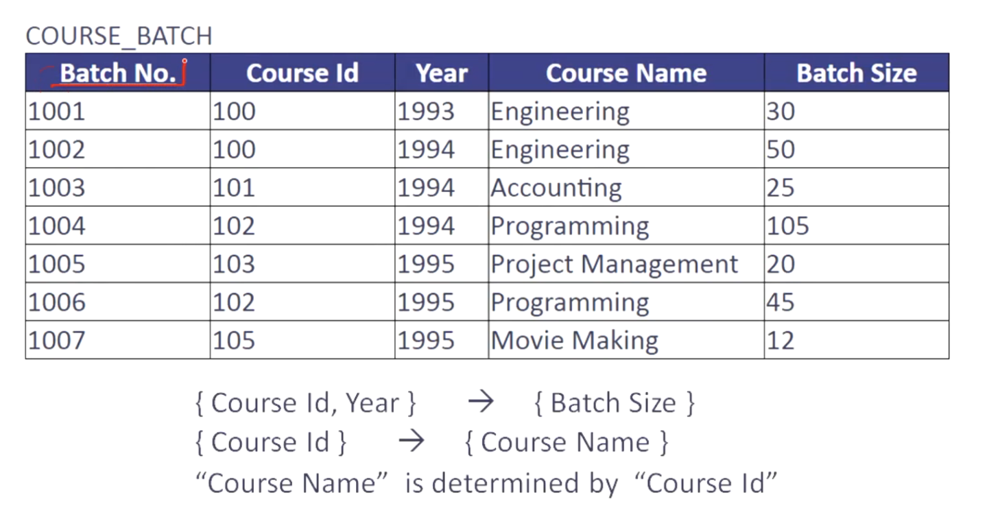 COURSE_BATCH
Batch No. Course Id Year Course Name Batch Size
1001 100 1993 Engineering 30
1002 100 1994 Engineering 50
1003 101 1994 Accounting 25
1004 102 1994 Programming 105
1005 103 1995 Project Management 20
1006 102 1995 Programming 45
1007 105 1995 Movie Making 12
{ Course Id, Year } → { Batch Size }
{ Course Id } → { Course Name }
“Course Name” is determined by “Course Id”